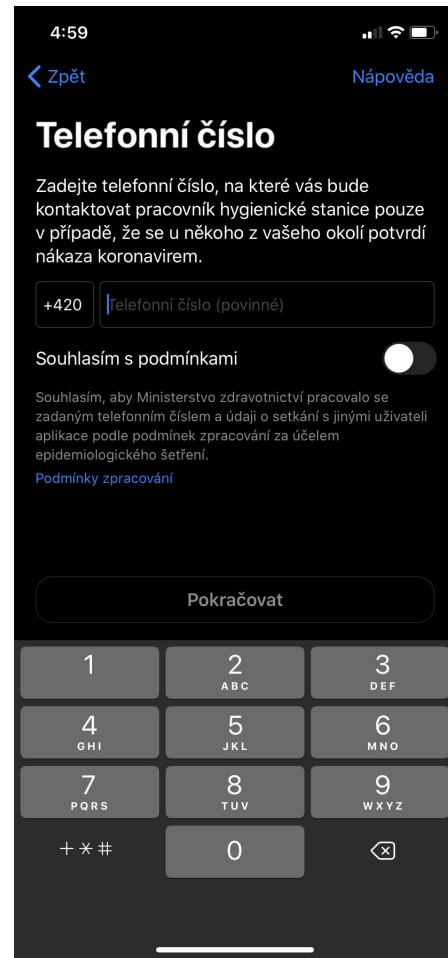 4:59
Zpět
Nápověda
Telefonní číslo
Zadejte telefonní číslo, na které vás bude
kontaktovat pracovník hygienické stanice pouze
v případě, že se u někoho z vašeho okolí potvrdí
nákaza koronavirem.
+420
Telefonní číslo (povinné)
Souhlasím s podmínkami
Souhlasím, aby Ministerstvo zdravotnictví pracovalo se
zadaným telefonním číslem a údaji o setkání s jinými uživateli
aplikace podle podmínek zpracování za účelem
epidemiologického šetření.
Podmínky zpracování
Pokračovat
1 2 3
ABC DEF
4 5 6
GHI JKL MNO
7 8 9
PQRS TUV WXYZ
+*# 0